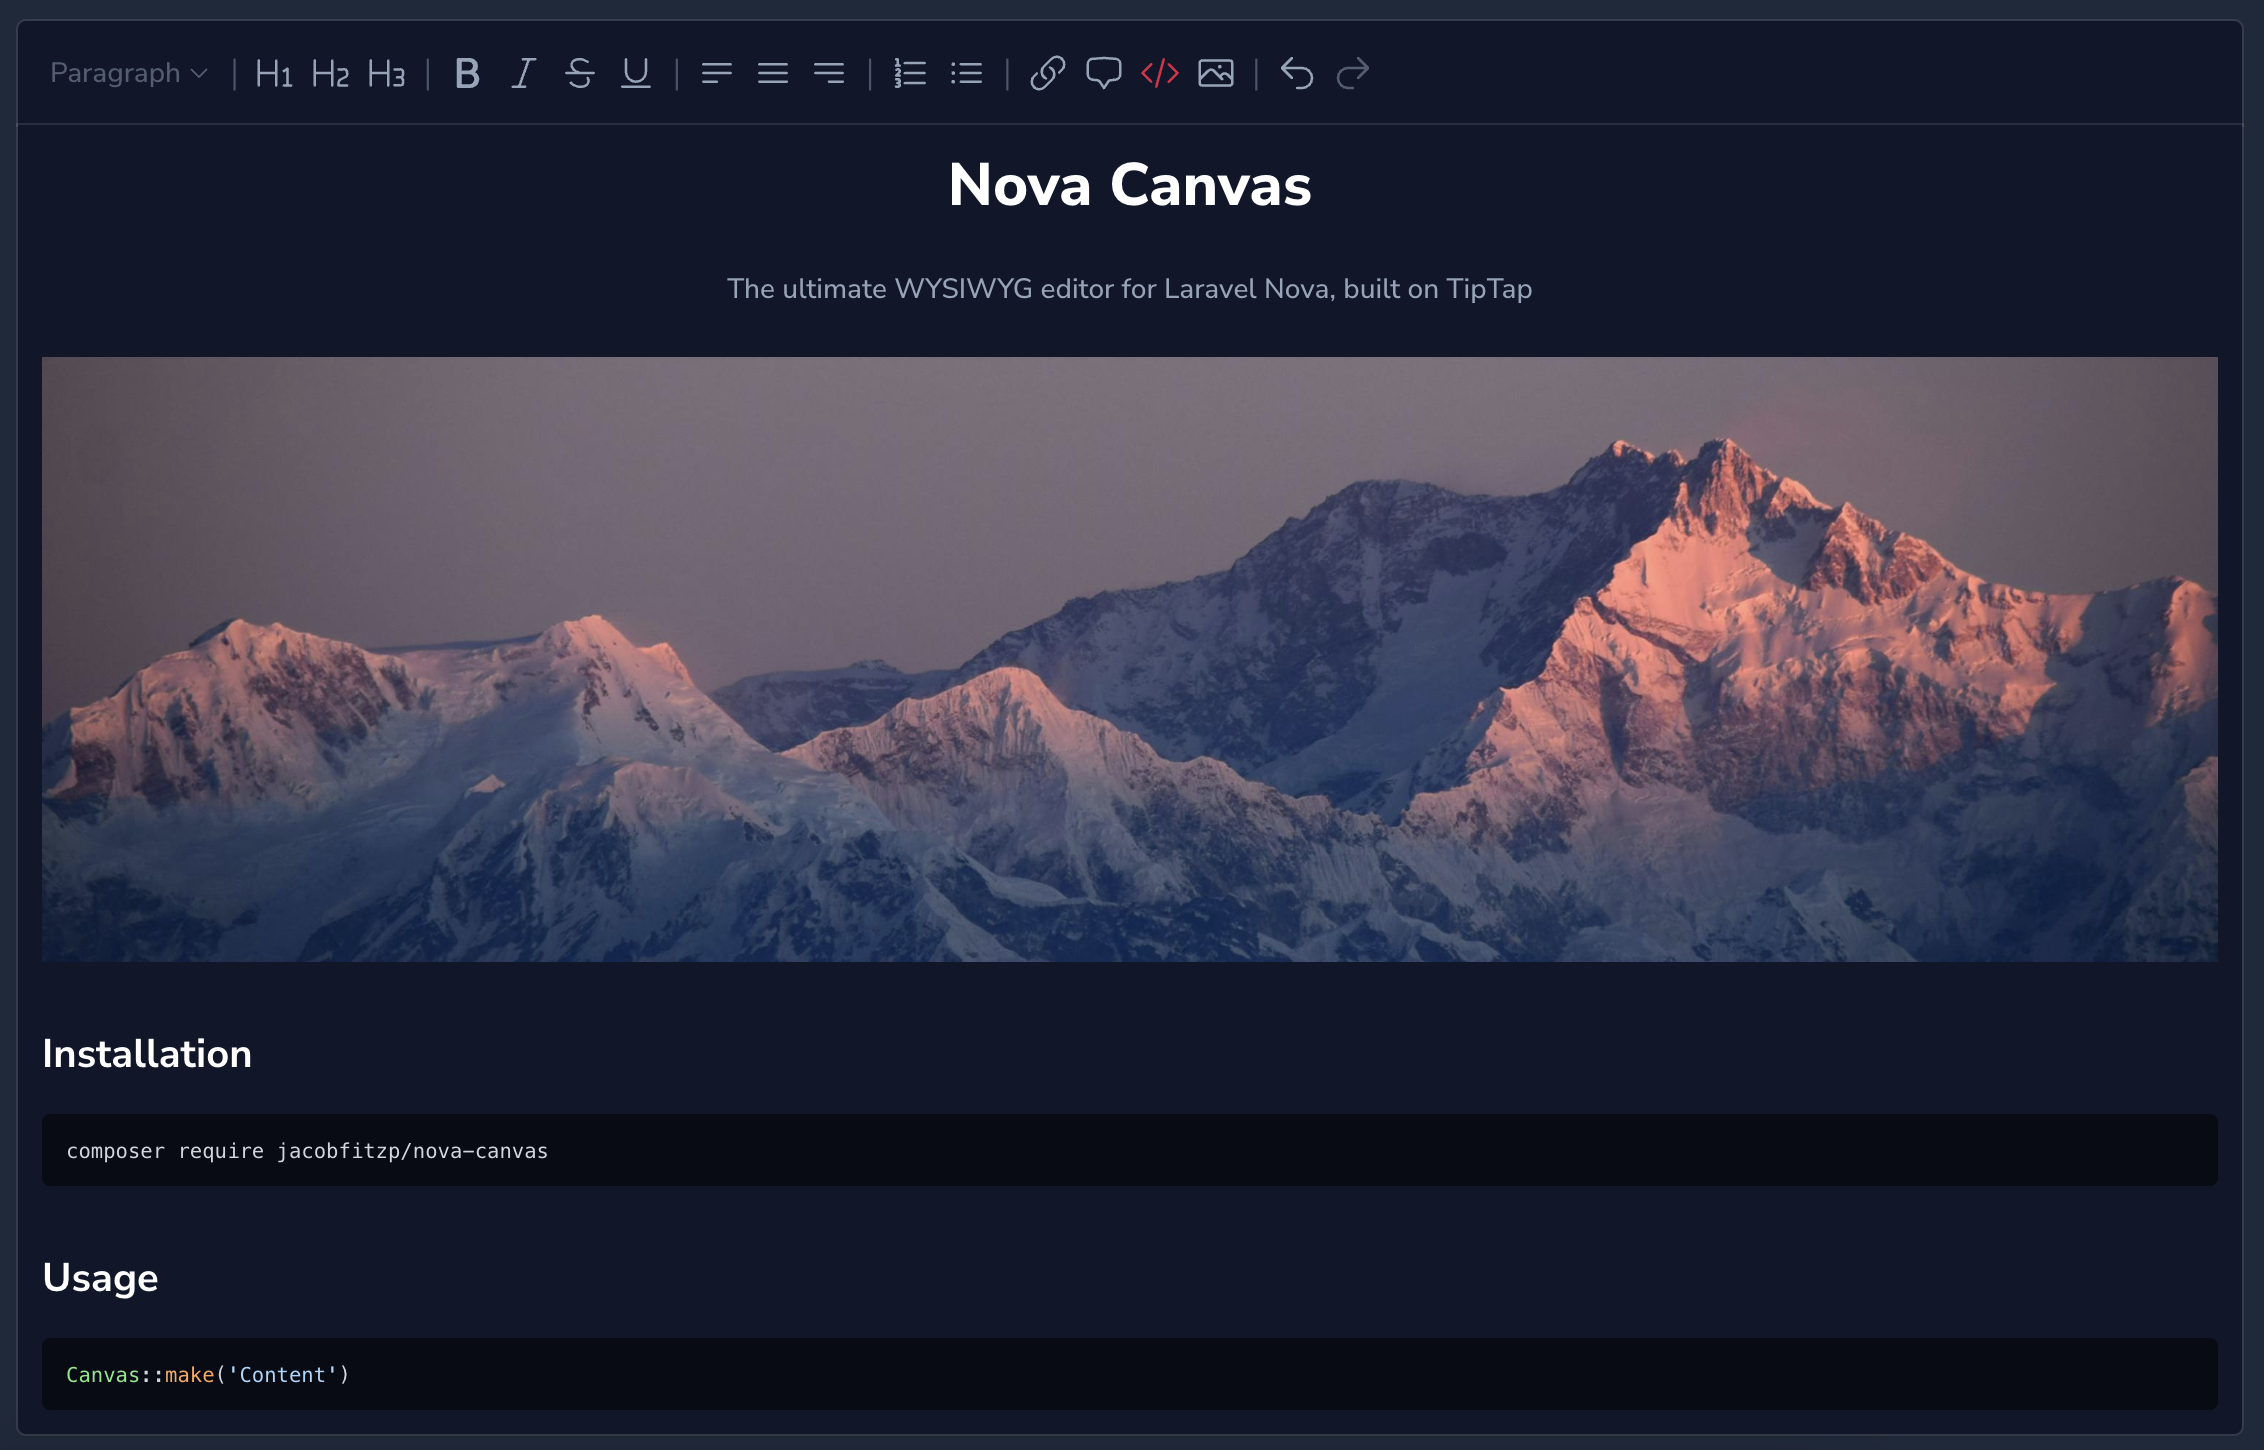 Paragraph H1 H2 H3 B I S U
Nova Canvas
The ultimate WYSIWYG editor for Laravel Nova, built on TipTap
Installation
composer require jacobfitzp/nova-canvas
Usage
Canvas::make('Content')